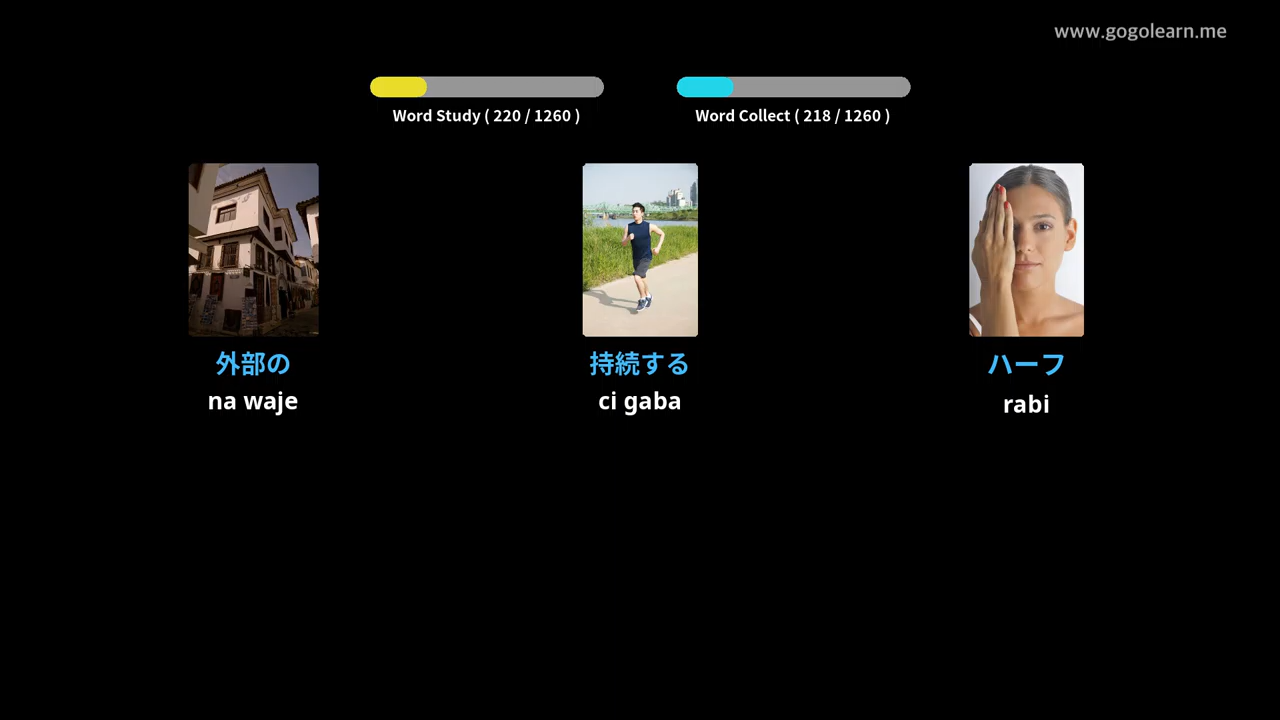 www.gogolearn.me
Word Study ( 220 / 1260 )
Word Collect ( 218 / 1260 )
外部の
持続する
ハーフ
na waje
ci gaba
rabi